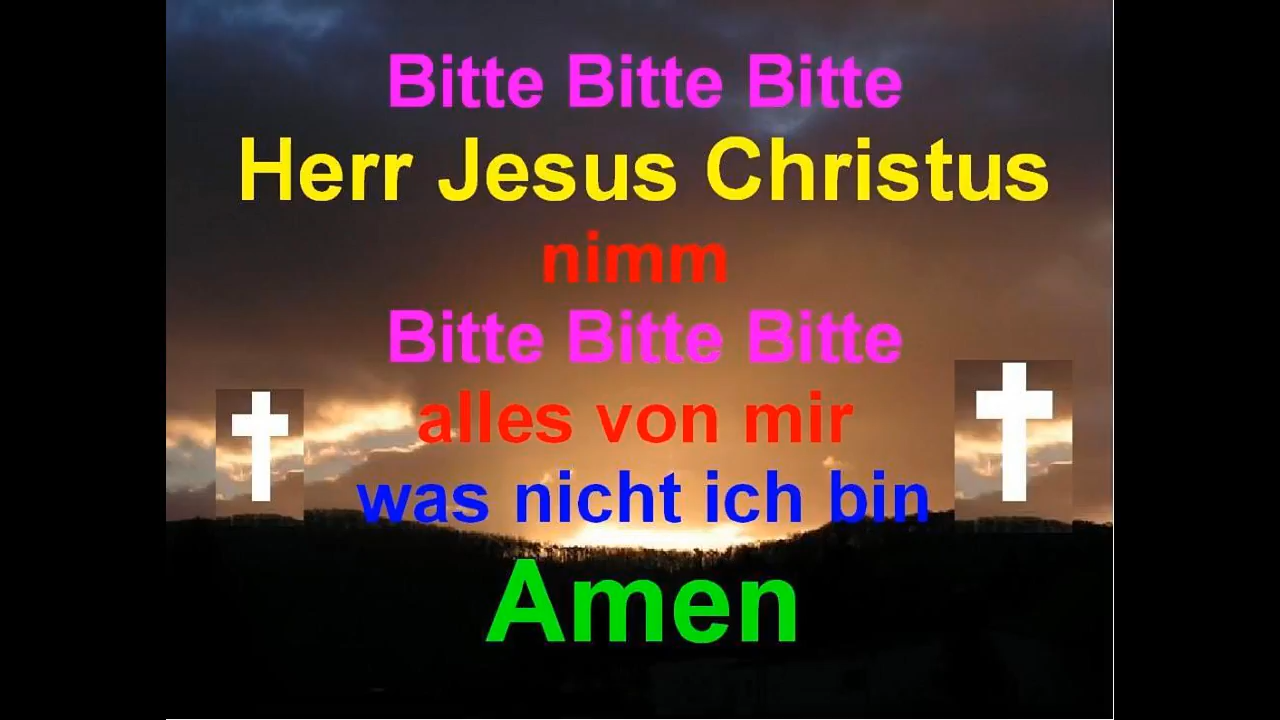 Bitte Bitte Bitte
Herr Jesus Christus
nimm
Bitte Bitte Bitte
alles von mir
was nicht ich bin
Amen